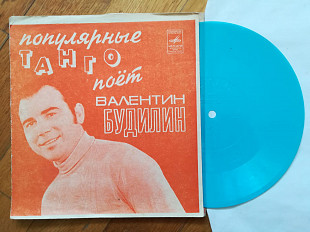 популярные
ТАНГО
поёт
ВАЛЕНТИН
БУДИЛИН